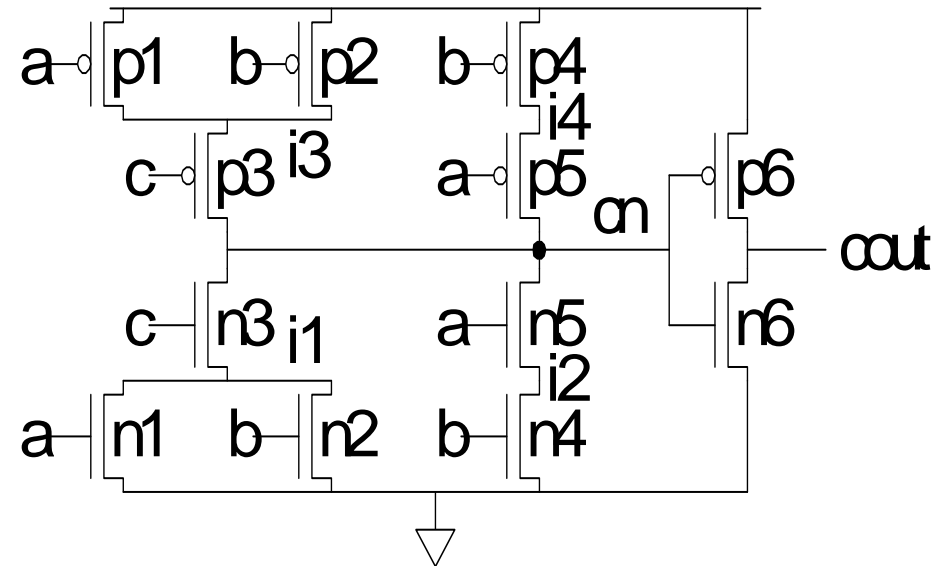 a p1 b p2 b p4
i4
c p3 i3 a p5 p6
cn
cout
c n3 i1 a n5 n6
i2
a n1 b n2 b n4